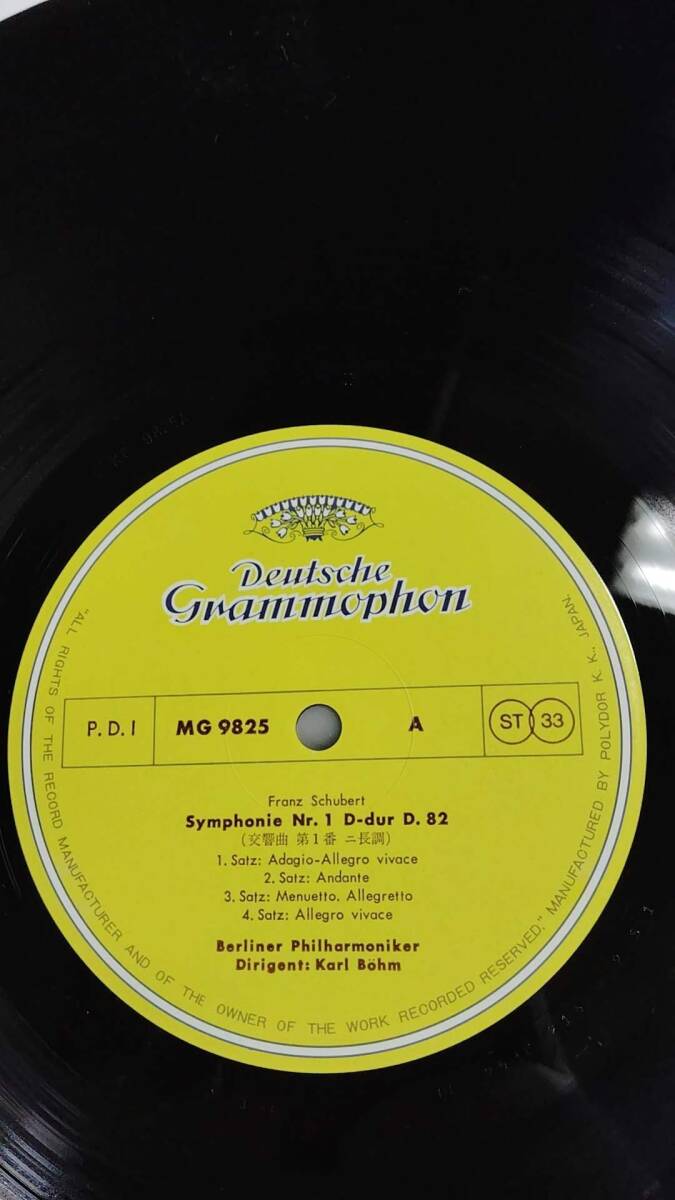 Deutsche
Grammophon
P.D.I
MG 9825
A
ST 33
Franz Schubert
Symphonie Nr. 1 D-dur D. 82
(交響曲 第1番 ニ長調)
1. Satz: Adagio-Allegro vivace
2. Satz: Andante
3. Satz: Menuetto. Allegretto
4. Satz: Allegro vivace
Berliner Philharmoniker
Dirigent: Karl Böhm
"ALL RIGHTS OF THE RECORD MANUFACTURER AND OF THE OWNER OF THE WORK RECORDED RESERVED." MANUFACTURED BY POLYDOR K. K., JAPAN.